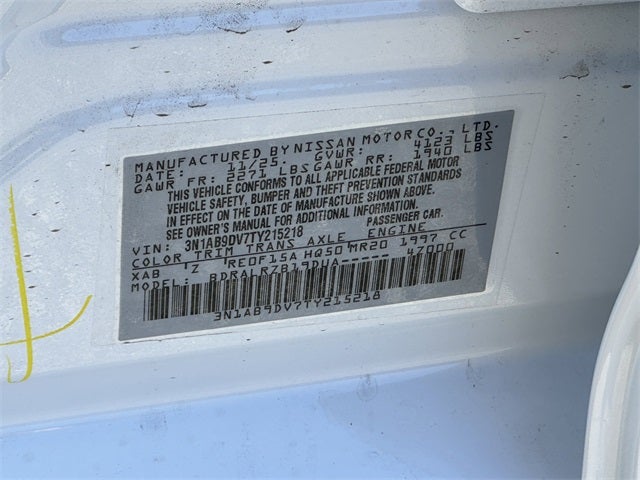 MANUFACTURED BY NISSAN MOTOR CO., LTD.
DATE: 11/25. GVWR: 4123 LBS
GAWR FR: 2271 LBS GAWR RR: 1940 LBS
THIS VEHICLE CONFORMS TO ALL APPLICABLE FEDERAL MOTOR
VEHICLE SAFETY, BUMPER AND THEFT PREVENTION STANDARDS
IN EFFECT ON THE DATE OF MANUFACTURE SHOWN ABOVE.
SEE OWNER'S MANUAL FOR ADDITIONAL INFORMATION.
VIN: 3N1AB9DV7TY215218 PASSENGER CAR.
COLOR TRIM TRANS AXLE ENGINE
XAB Z RE0F15A HQ50 MR20 1997 CC
MODEL: BDRALRZB19DHA----- 47000
3N1AB9DV7TY215218